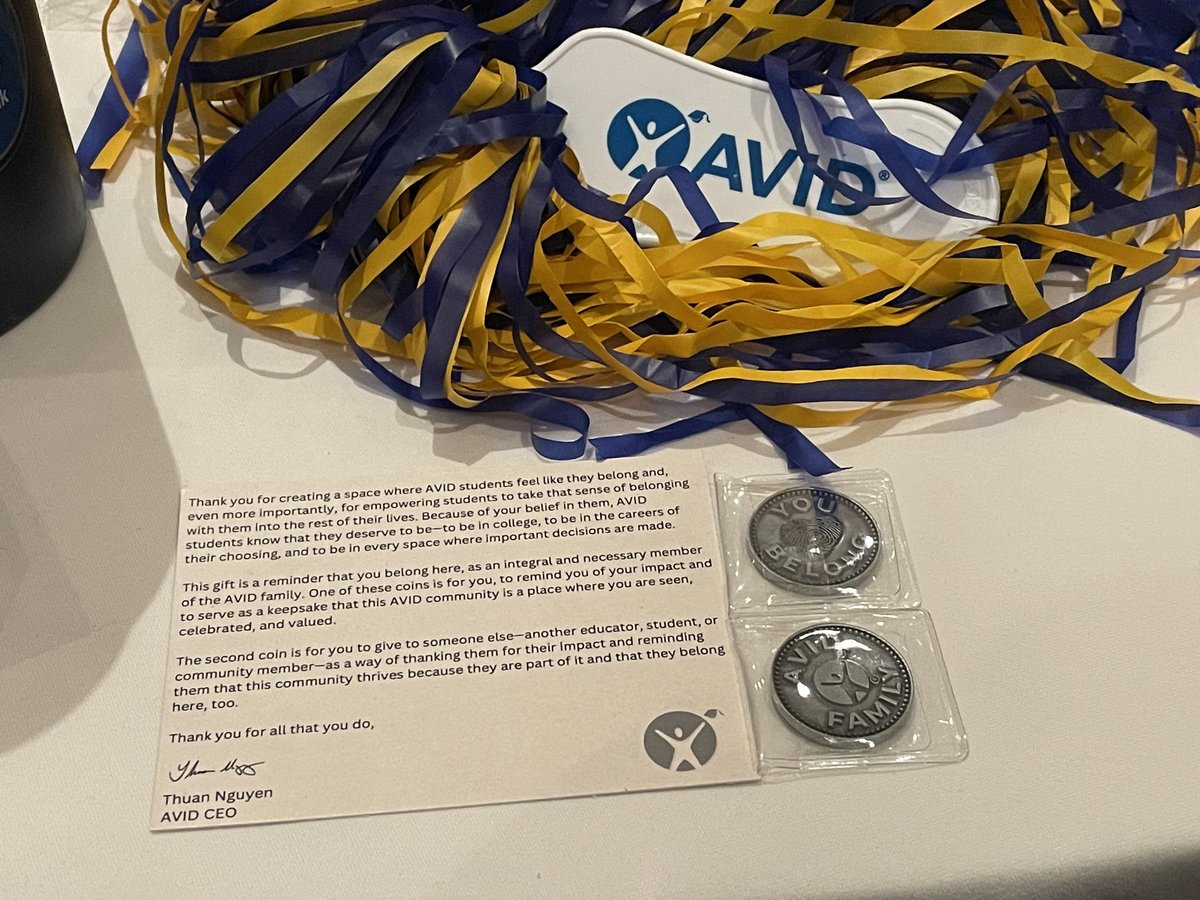 AVID®
Thank you for creating a space where AVID students feel like they belong and,
even more importantly, for empowering students to take that sense of belonging
with them into the rest of their lives. Because of your belief in them, AVID
students know that they deserve to be—to be in college, to be in the careers of
their choosing, and to be in every space where important decisions are made.
This gift is a reminder that you belong here, as an integral and necessary member
of the AVID family. One of these coins is for you, to remind you of your impact and
to serve as a keepsake that this AVID community is a place where you are seen,
celebrated, and valued.
The second coin is for you to give to someone else—another educator, student, or
community member—as a way of thanking them for their impact and reminding
them that this community thrives because they are part of it and that they belong
here, too.
Thank you for all that you do,
Thuan Nguyen
AVID CEO
YOU
BELONG
AVID
FAMILY